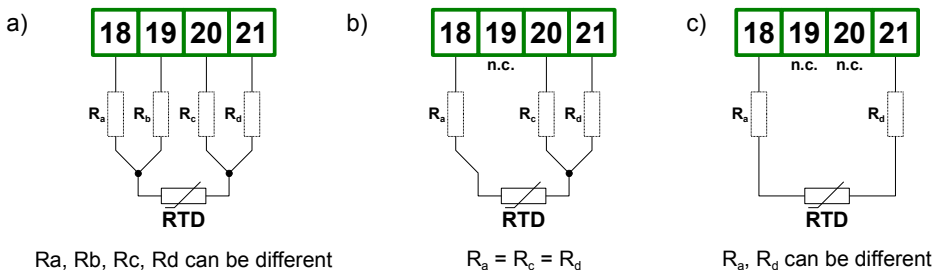 a)
18 19 20 21
Ra Rb Rc Rd
RTD
Ra, Rb, Rc, Rd can be different
b)
18 19 20 21
n.c.
Ra Rc Rd
RTD
Ra = Rc = Rd
c)
18 19 20 21
n.c. n.c.
Ra Rd
RTD
Ra, Rd can be different